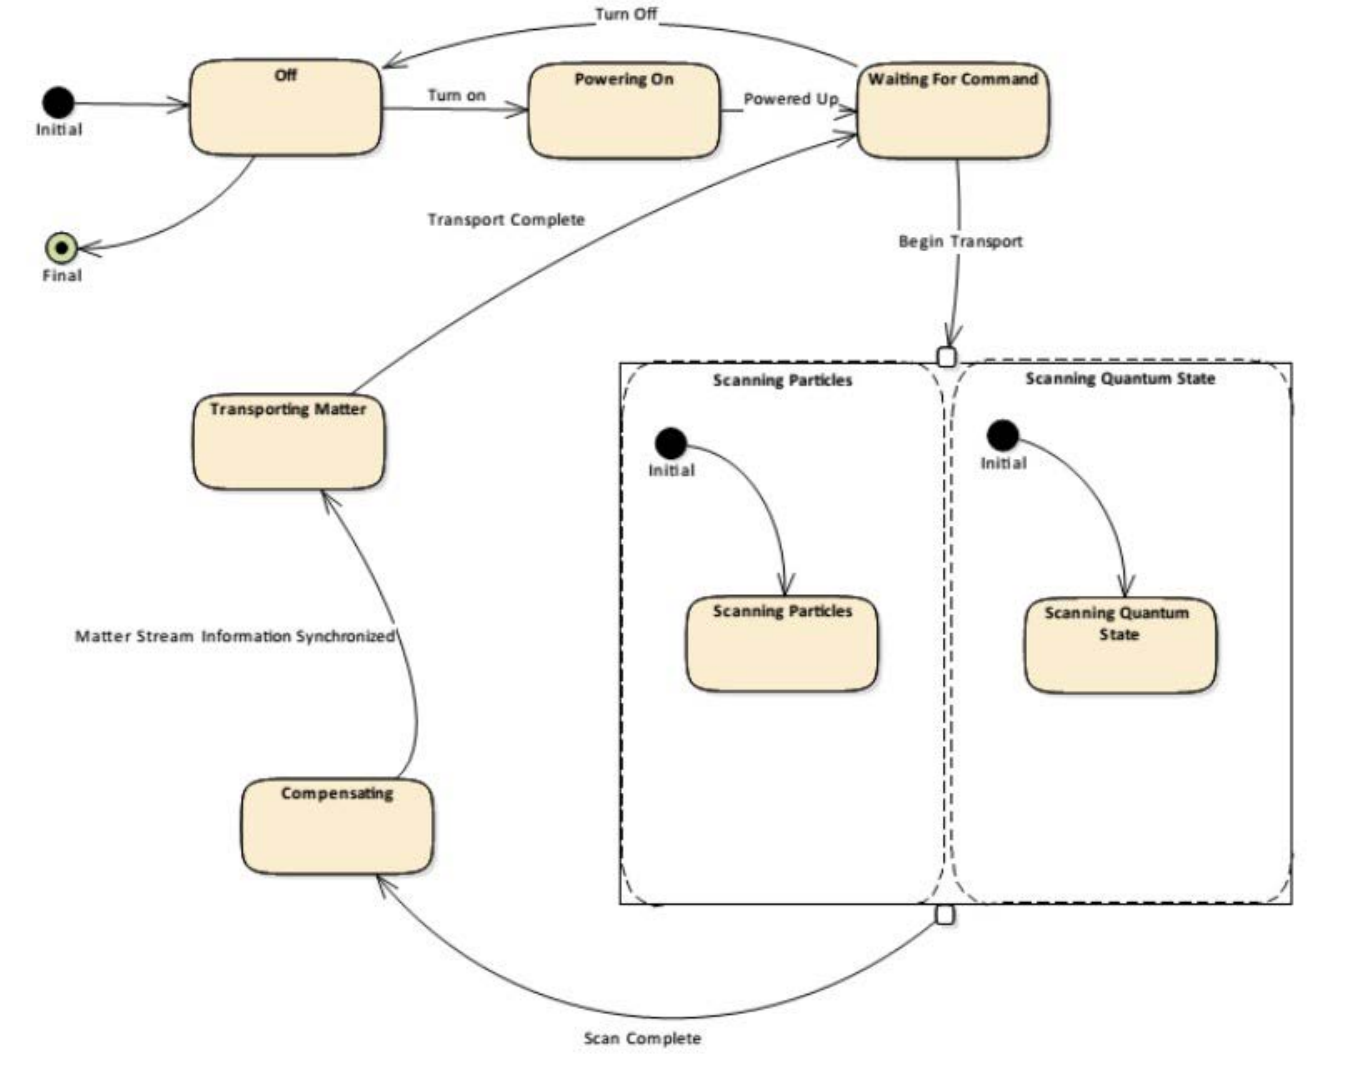 Turn Off
Off
Powering On
Waiting For Command
Turn on
Powered Up
Initial
Transport Complete
Begin Transport
Final
Scanning Particles
Scanning Quantum State
Transporting Matter
Initial
Initial
Scanning Particles
Scanning Quantum
State
Matter Stream Information Synchronized
Compensating
Scan Complete